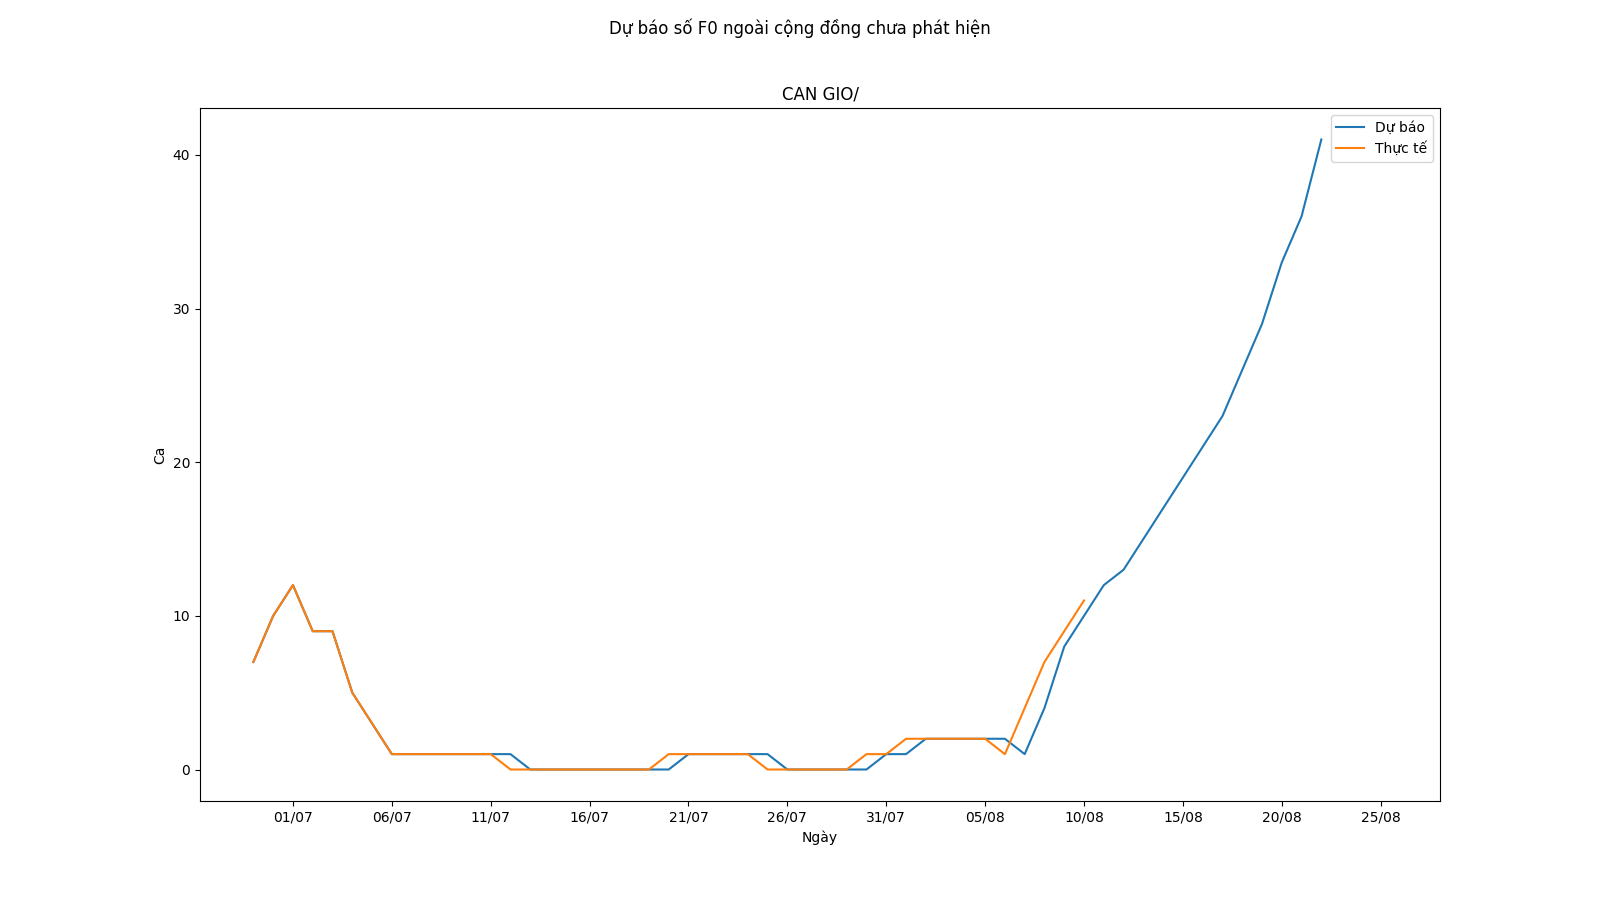 Dự báo số F0 ngoài cộng đồng chưa phát hiện
CAN GIO/
Dự báo
Thực tế
40
30
20
10
0
Ca
01/07 06/07 11/07 16/07 21/07 26/07 31/07 05/08 10/08 15/08 20/08 25/08
Ngày